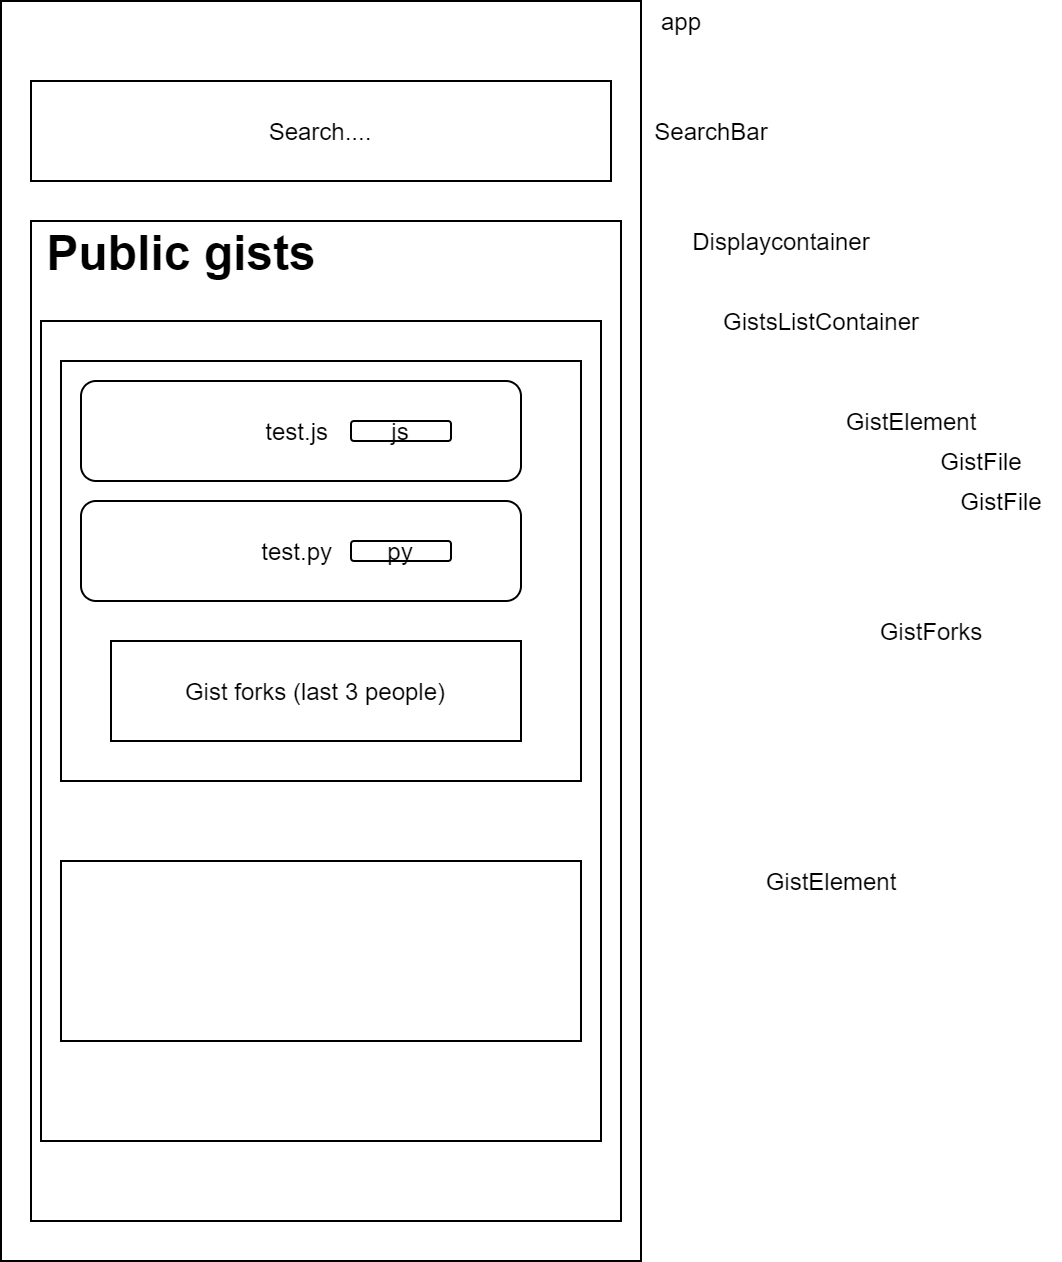 app
Search....
SearchBar
Public gists
Displaycontainer
GistsListContainer
test.js
js
GistElement
GistFile
GistFile
test.py
py
GistForks
Gist forks (last 3 people)
GistElement